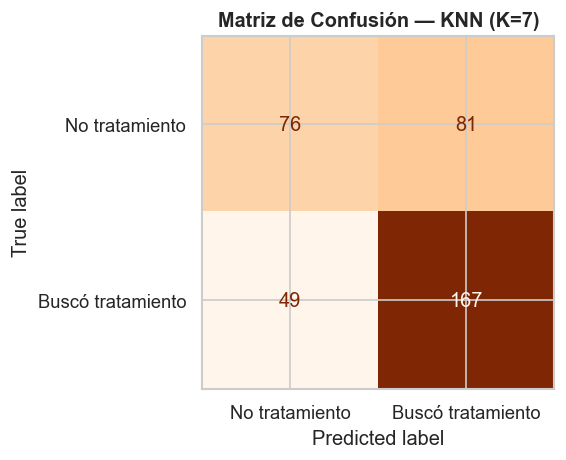 Matriz de Confusión — KNN (K=7)
True label
No tratamiento
76
81
Buscó tratamiento
49
167
No tratamiento
Buscó tratamiento
Predicted label